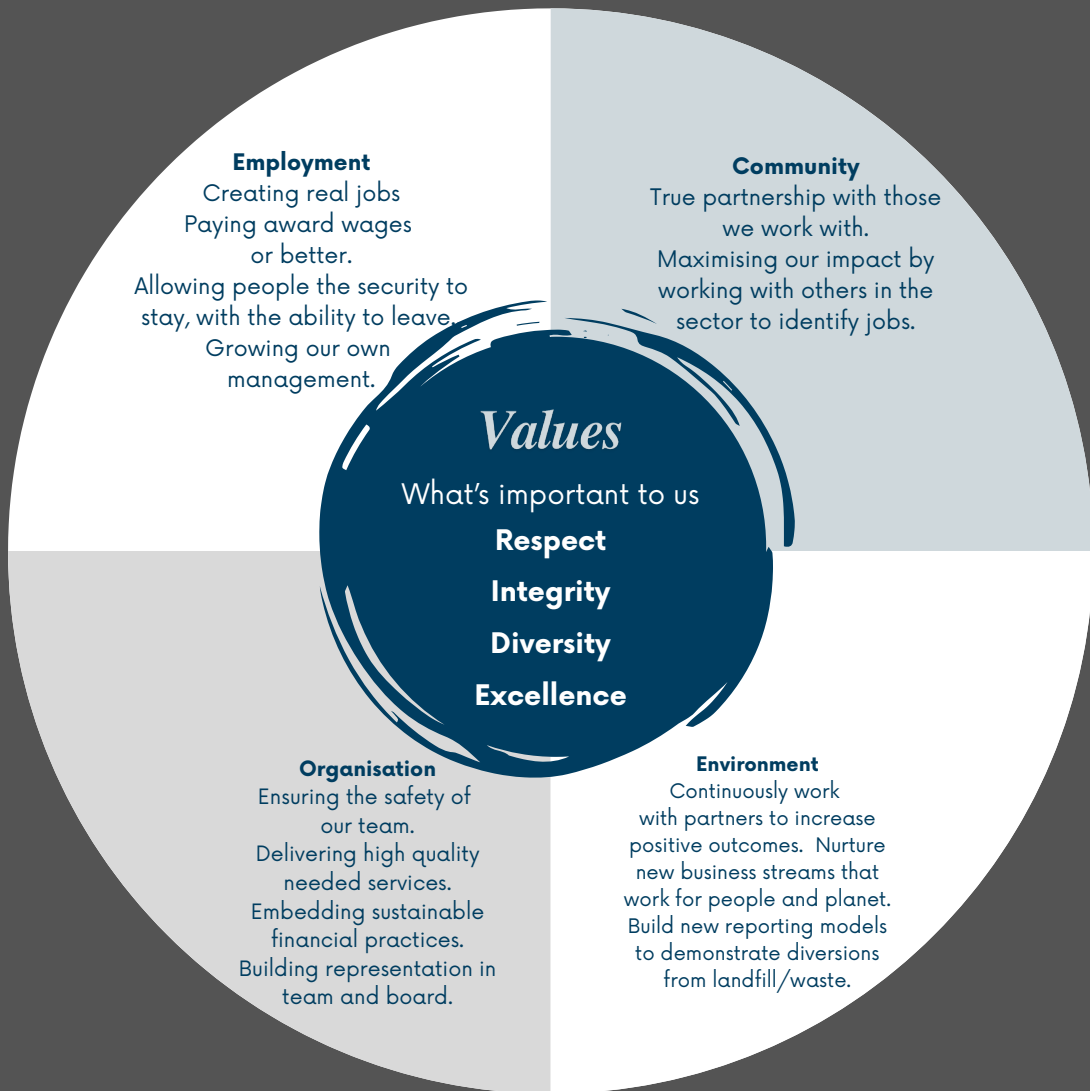 Employment
Creating real jobs
Paying award wages
or better.
Allowing people the security to
stay, with the ability to leave.
Growing our own
management.
Community
True partnership with those
we work with.
Maximising our impact by
working with others in the
sector to identify jobs.
Values
What's important to us
Respect
Integrity
Diversity
Excellence
Organisation
Ensuring the safety of
our team.
Delivering high quality
needed services.
Embedding sustainable
financial practices.
Building representation in
team and board.
Environment
Continuously work
with partners to increase
positive outcomes.  Nurture
new business streams that
work for people and planet.
Build new reporting models
to demonstrate diversions
from landfill/waste.